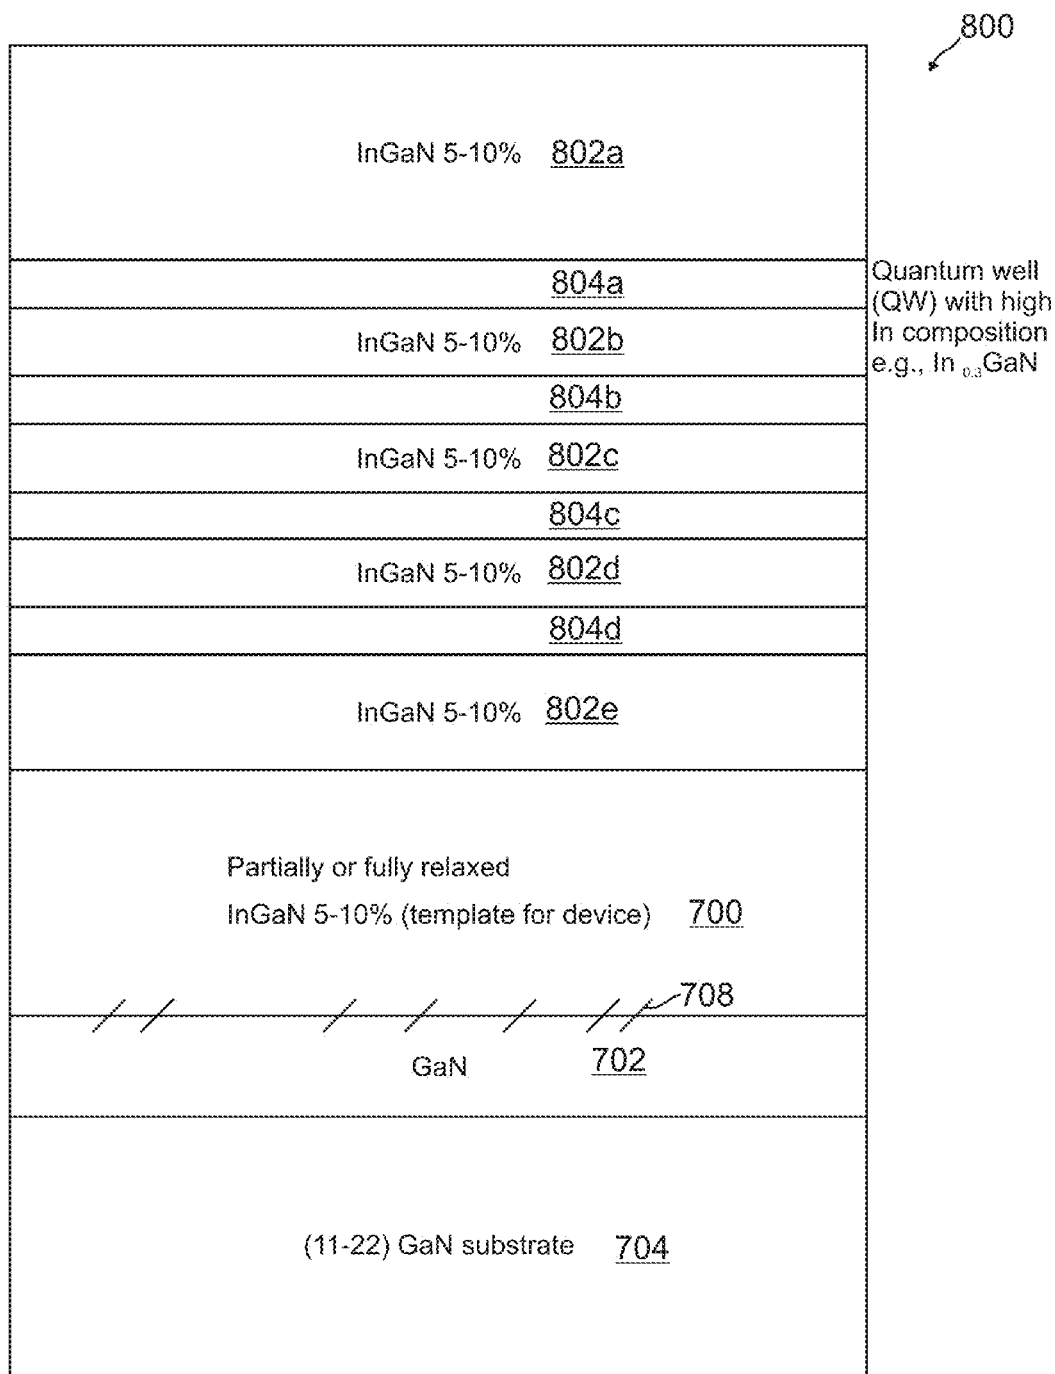 800
InGaN 5-10% 802a
804a
Quantum well
(QW) with high
In composition
e.g., In 0.3GaN
InGaN 5-10% 802b
804b
InGaN 5-10% 802c
804c
InGaN 5-10% 802d
804d
InGaN 5-10% 802e
Partially or fully relaxed
InGaN 5-10% (template for device) 700
708
GaN 702
(11-22) GaN substrate 704